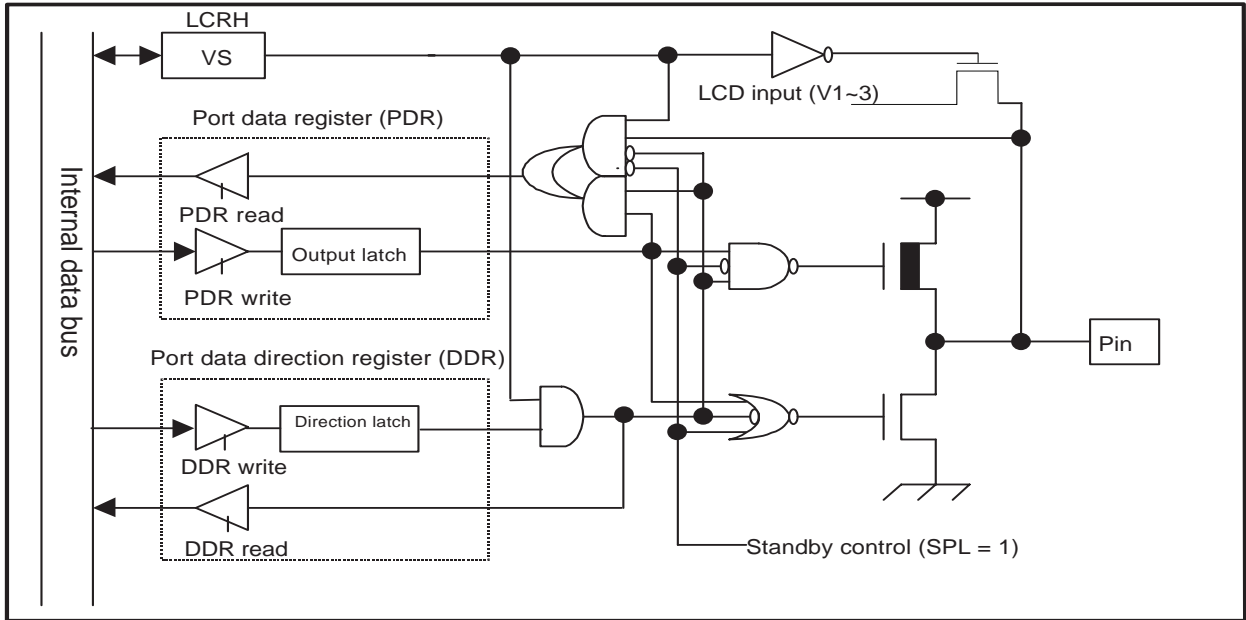 LCRH
VS
LCD input (V1~3)
Port data register (PDR)
PDR read
Output latch
PDR write
Internal data bus
Pin
Port data direction register (DDR)
Direction latch
DDR write
DDR read
Standby control (SPL = 1)